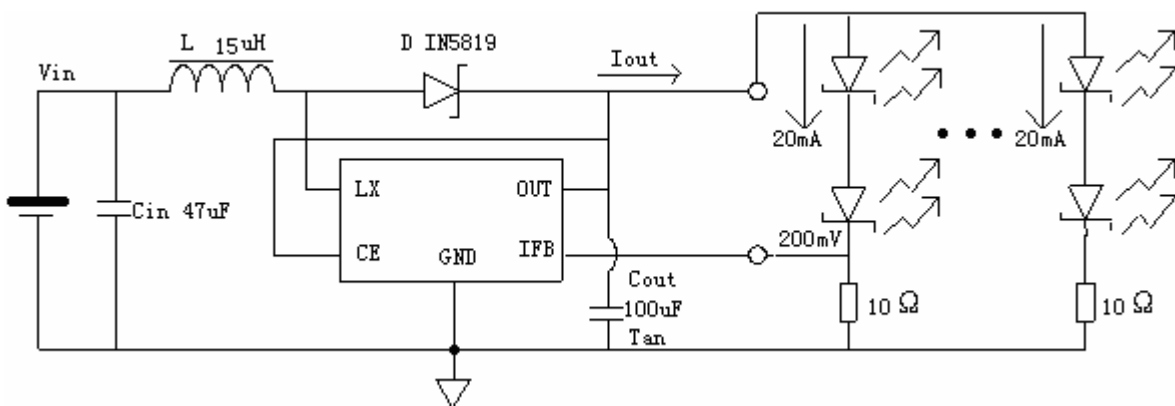 L 15uH
D IN5819
Iout
Vin
20mA
20mA
LX
OUT
Cin 47uF
CE
GND
IFB
200mV
Cout
100uF
Tan
10 Ω
10 Ω